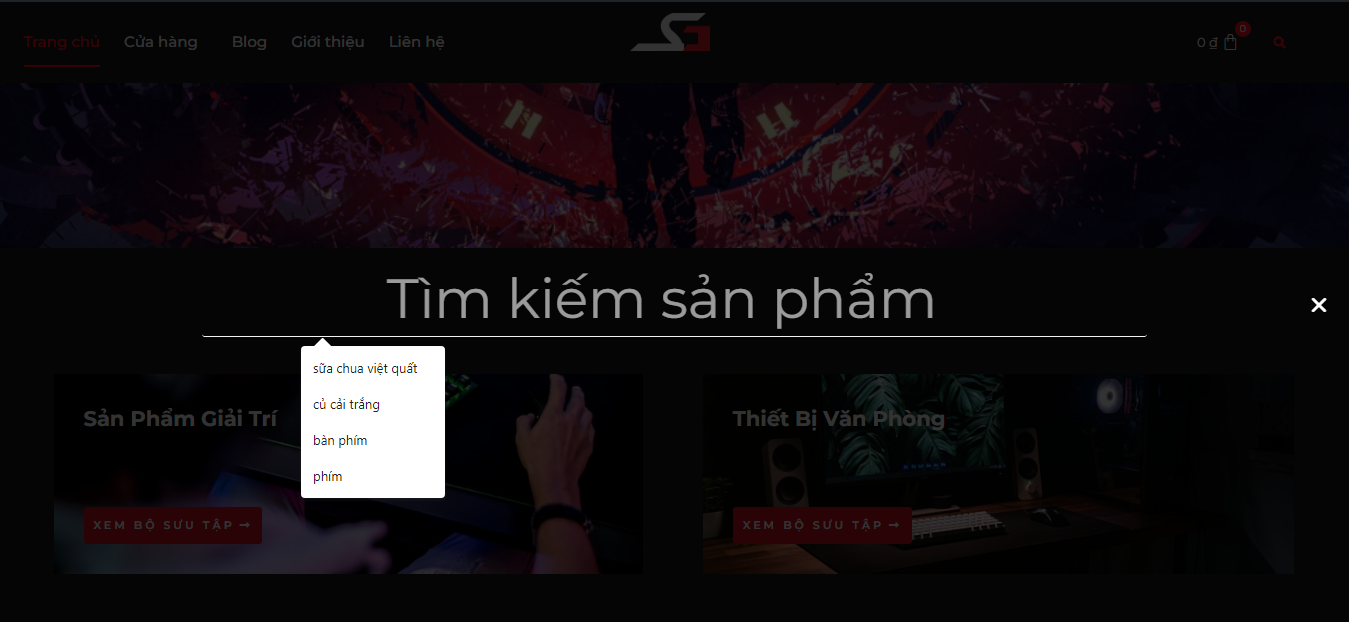 Trang chủ Cửa hàng Blog Giới thiệu Liên hệ SG 0 ₫ 0
Tìm kiếm sản phẩm
sữa chua việt quất
củ cải trắng
bàn phím
phím
Sản Phẩm Giải Trí
XEM BỘ SƯU TẬP →
Thiết Bị Văn Phòng
XEM BỘ SƯU TẬP →